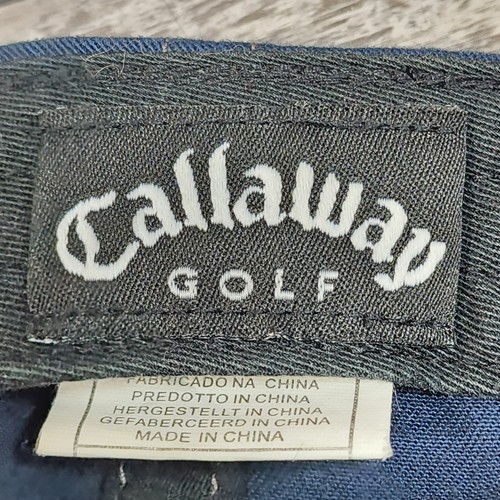 Callaway
GOLF
FABRICADO NA CHINA
PREDOTTO IN CHINA
HERGESTELLT IN CHINA
GEFABERCEERD IN CHINA
MADE IN CHINA